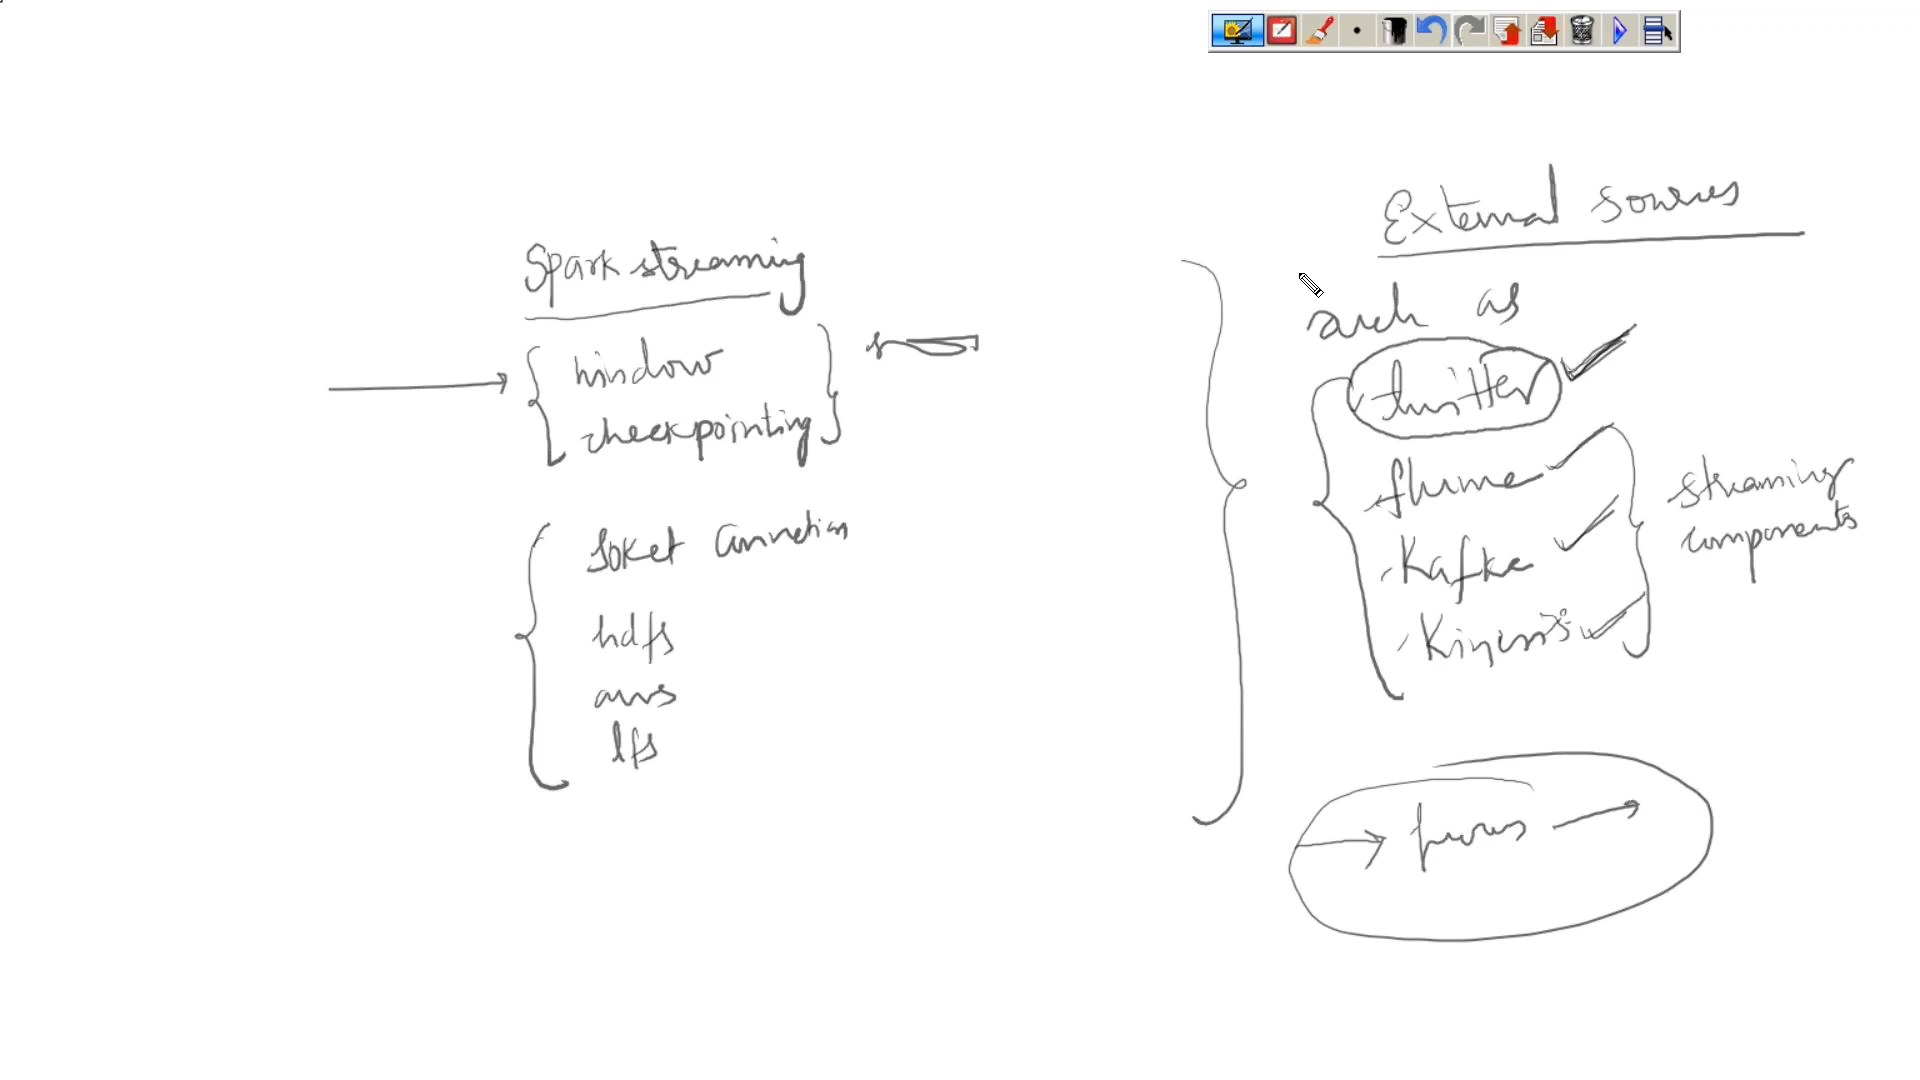 Spark streaming
window
checkpointing
Soket Connection
hdfs
aws
lfs
External sources
such as
twitter
flume
Kafka
Kinesis
streaming
components